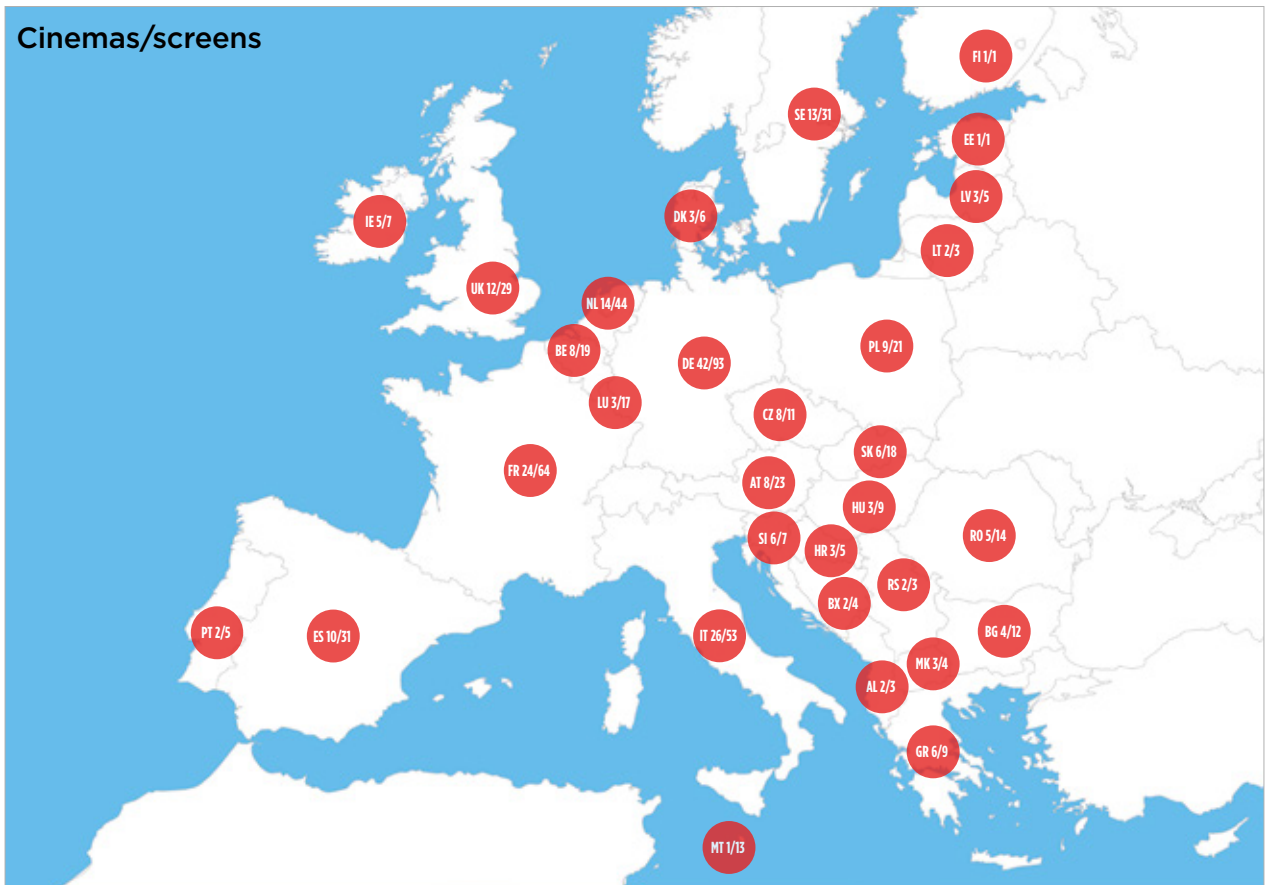 Cinemas/screens
FI 1/1
SE 13/31
EE 1/1
LV 3/5
DK 3/6
IE 5/7
LT 2/3
UK 12/29
NL 14/44
BE 8/19
PL 9/21
DE 42/93
LU 3/17
CZ 8/11
SK 6/18
FR 24/64
AT 8/23
HU 3/9
RO 5/14
SI 6/7
HR 3/5
RS 2/3
BX 2/4
PT 2/5
ES 10/31
IT 26/53
BG 4/12
MK 3/4
AL 2/3
GR 6/9
MT 1/13